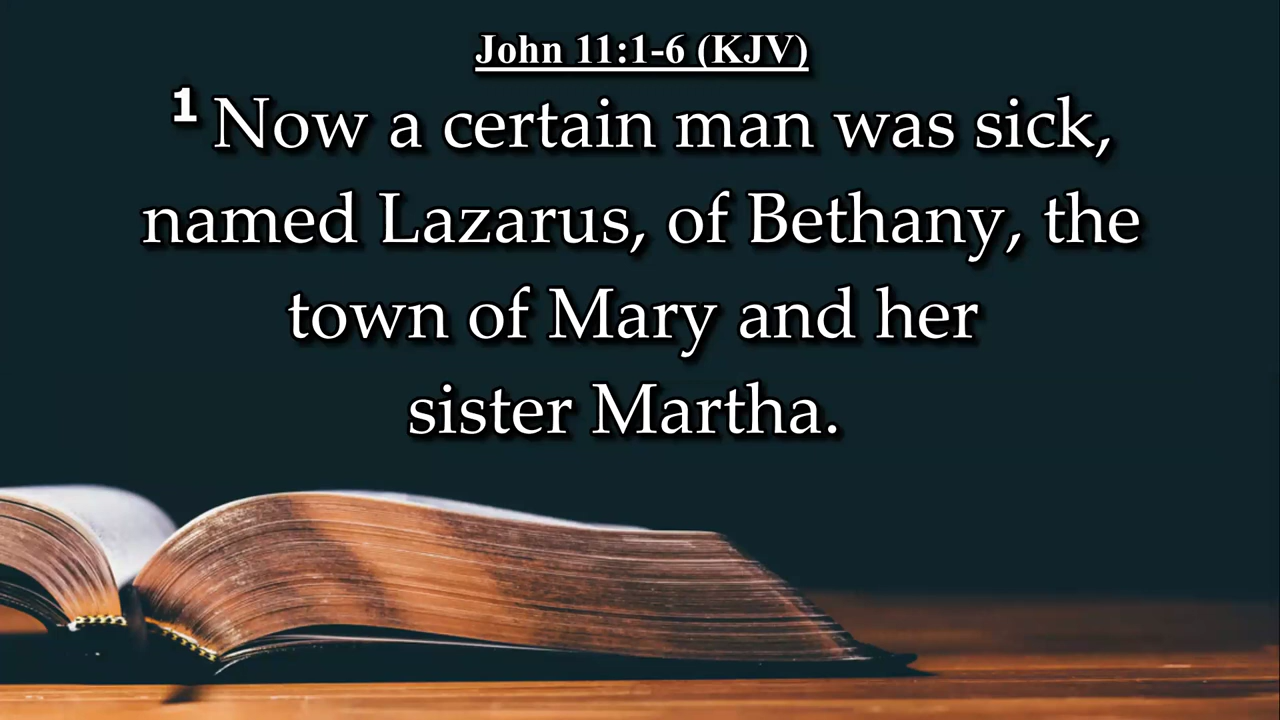 John 11:1-6 (KJV)
1 Now a certain man was sick,
named Lazarus, of Bethany, the
town of Mary and her
sister Martha.